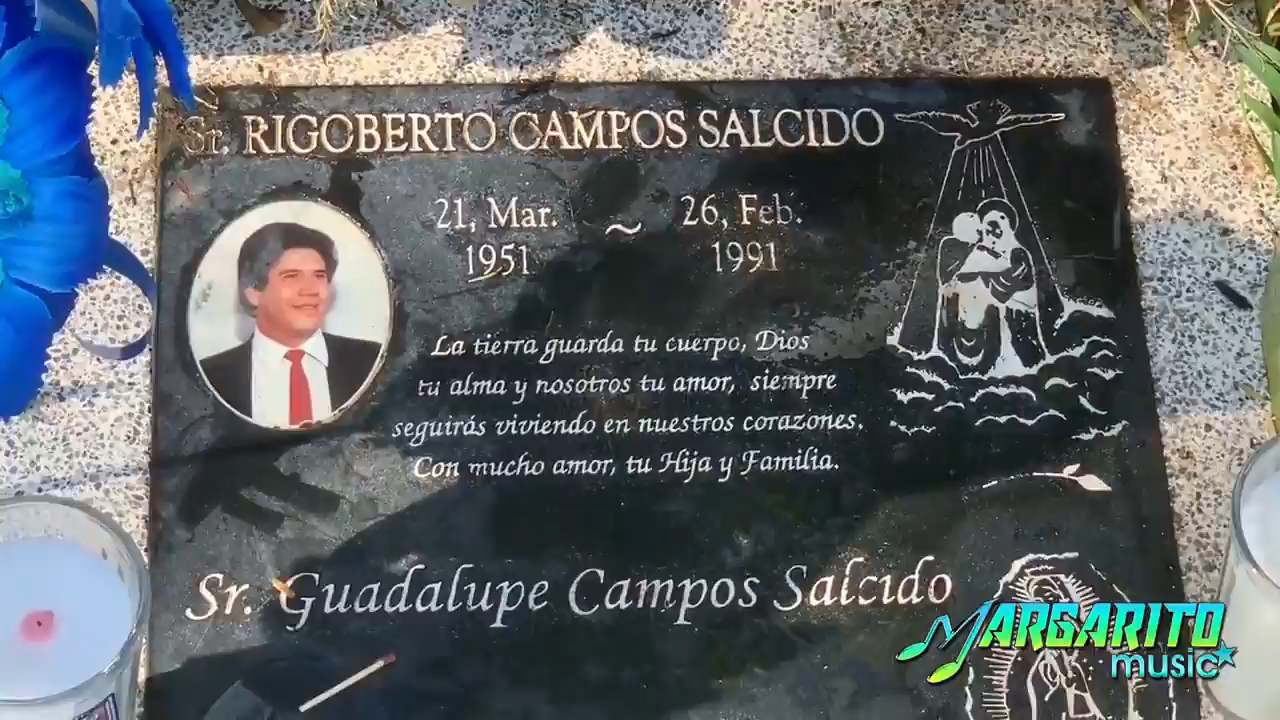 Sr. RIGOBERTO CAMPOS SALCIDO
21, Mar. ~ 26, Feb.
1951 1991
La tierra guarda tu cuerpo, Dios
tu alma y nosotros tu amor, siempre
seguirás viviendo en nuestros corazones.
Con mucho amor, tu Hija y Familia.
Sr. Guadalupe Campos Salcido
MARGARITO
music